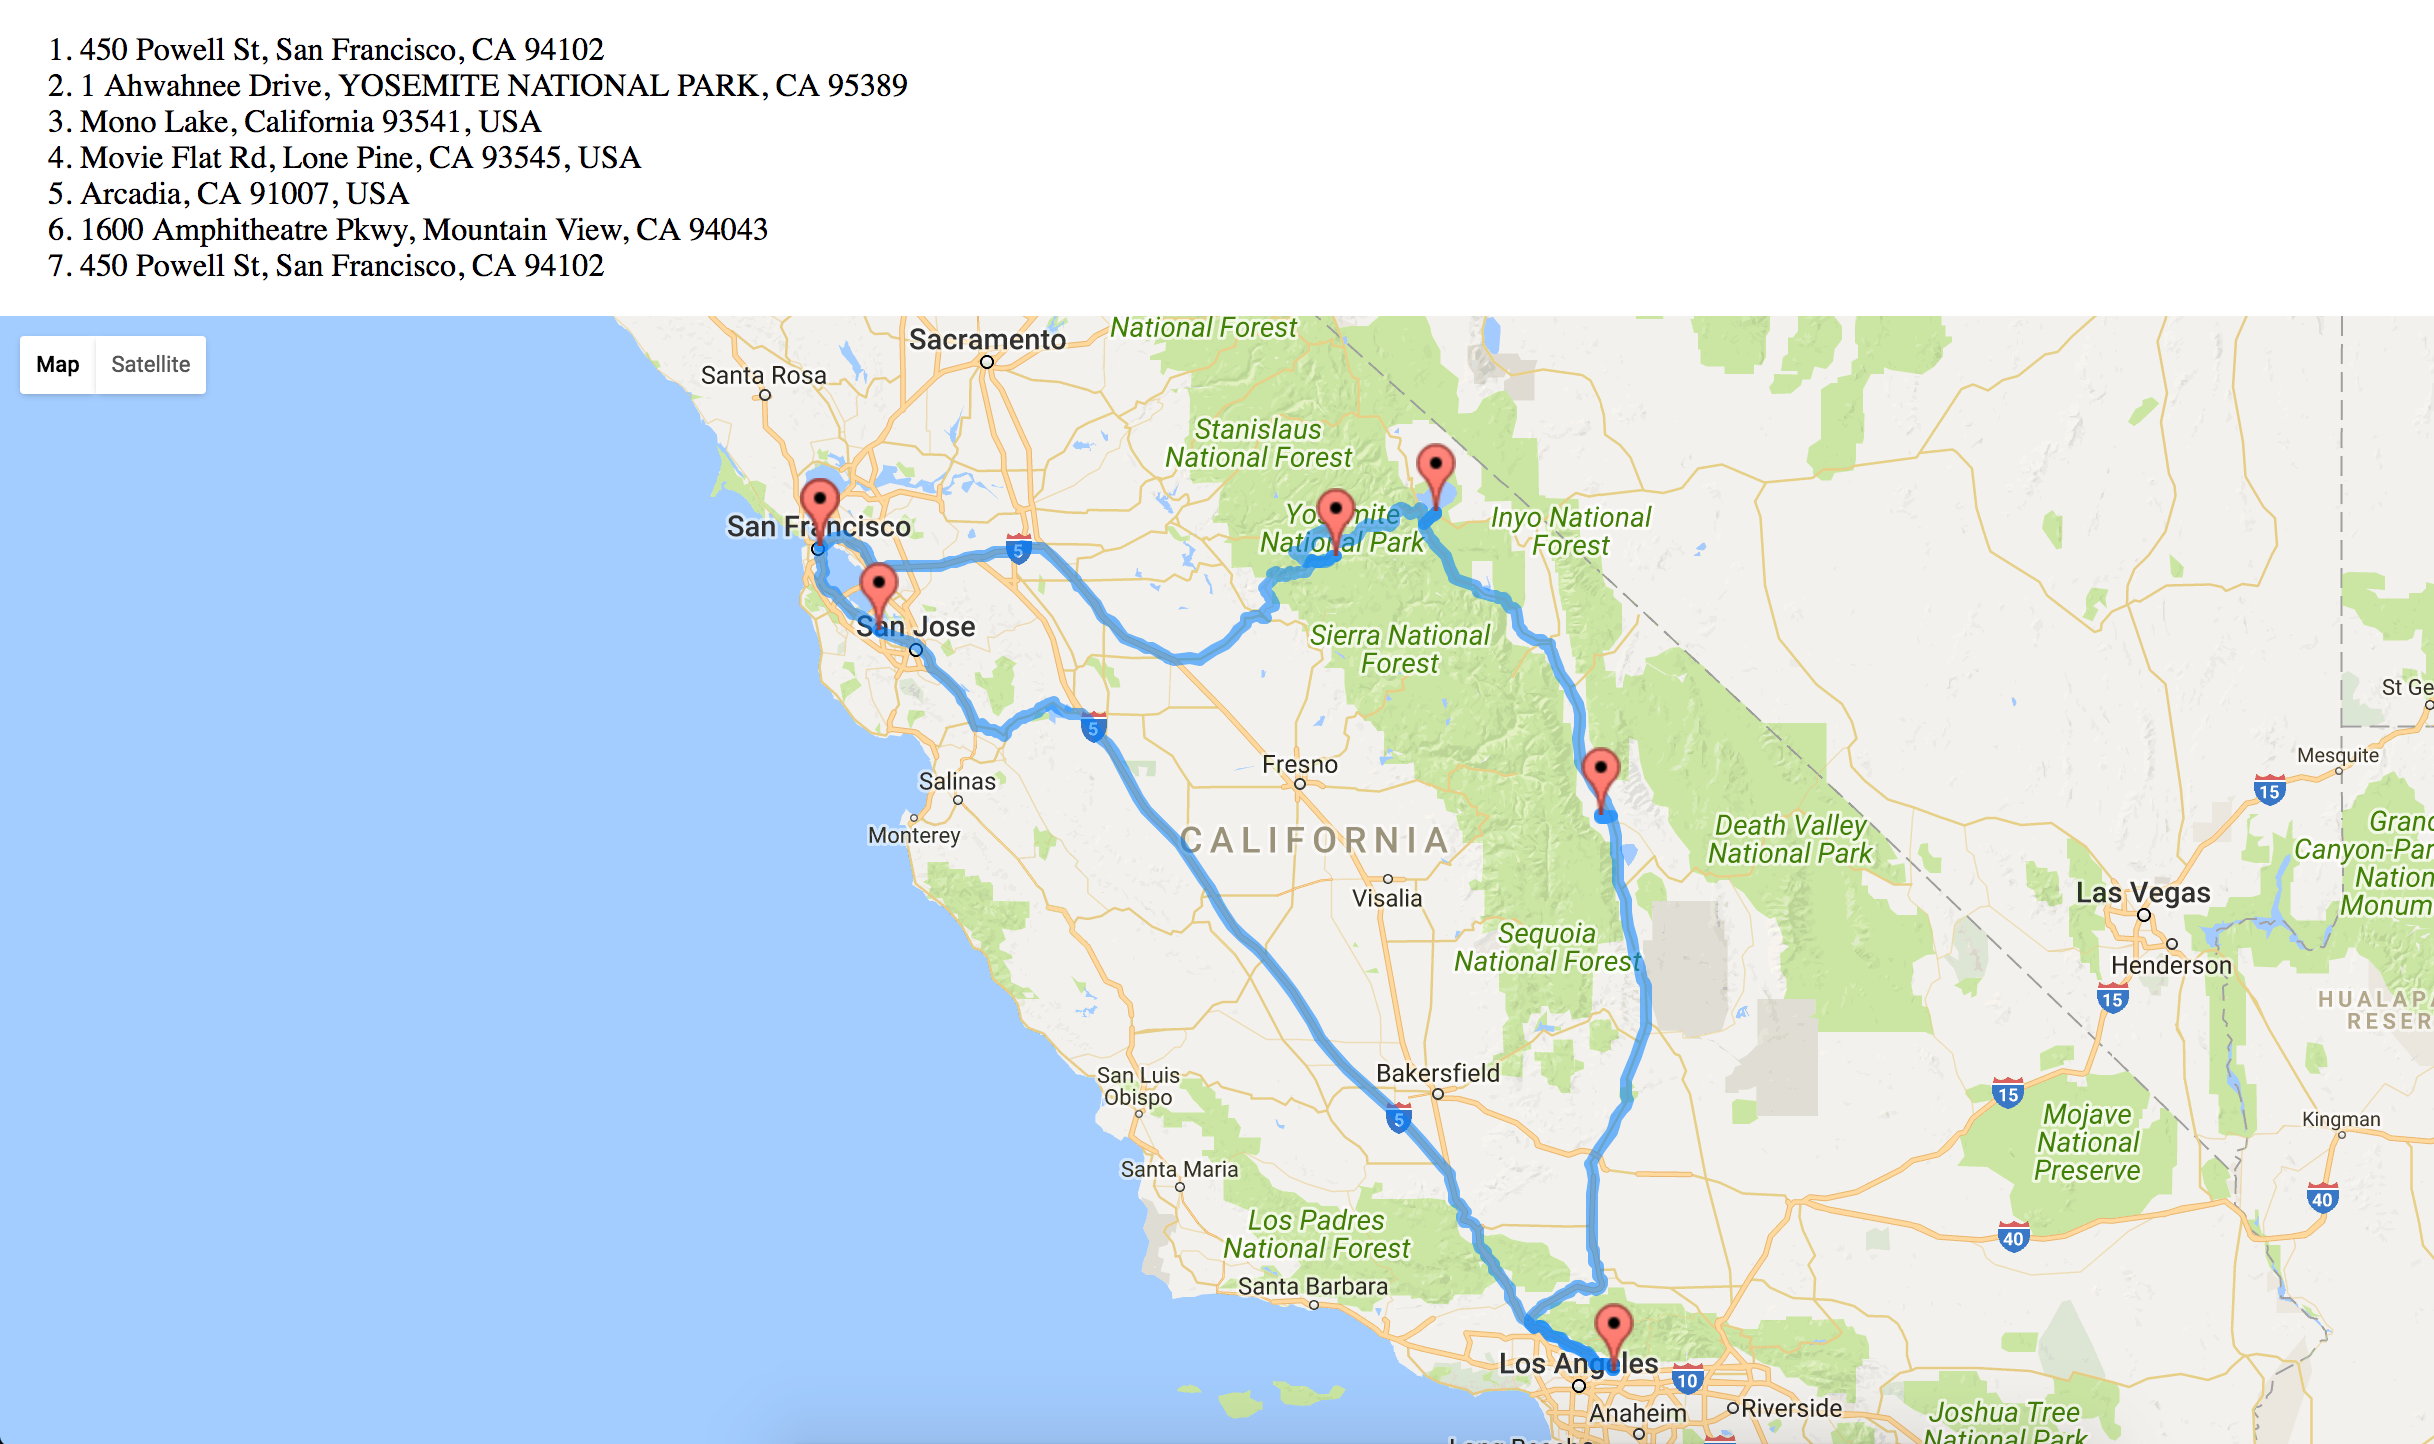 1. 450 Powell St, San Francisco, CA 94102
2. 1 Ahwahnee Drive, YOSEMITE NATIONAL PARK, CA 95389
3. Mono Lake, California 93541, USA
4. Movie Flat Rd, Lone Pine, CA 93545, USA
5. Arcadia, CA 91007, USA
6. 1600 Amphitheatre Pkwy, Mountain View, CA 94043
7. 450 Powell St, San Francisco, CA 94102
Map Satellite
National Forest
Sacramento
Santa Rosa
Stanislaus
National Forest
San Francisco
5
Yosemite
National Park
Inyo National
Forest
San Jose
Sierra National
Forest
5
St Ge
Mesquite
15
Fresno
Salinas
Monterey
CALIFORNIA
Visalia
Death Valley
National Park
Grand
Canyon-Par
Nation
Monum
Las Vegas
Henderson
15
Sequoia
National Forest
HUALAPA
RESER
San Luis
Obispo
Bakersfield
5
15
Mojave
National
Preserve
Kingman
40
40
Santa Maria
Los Padres
National Forest
Santa Barbara
Los Angeles
10
Anaheim
Riverside
Joshua Tree
National Park